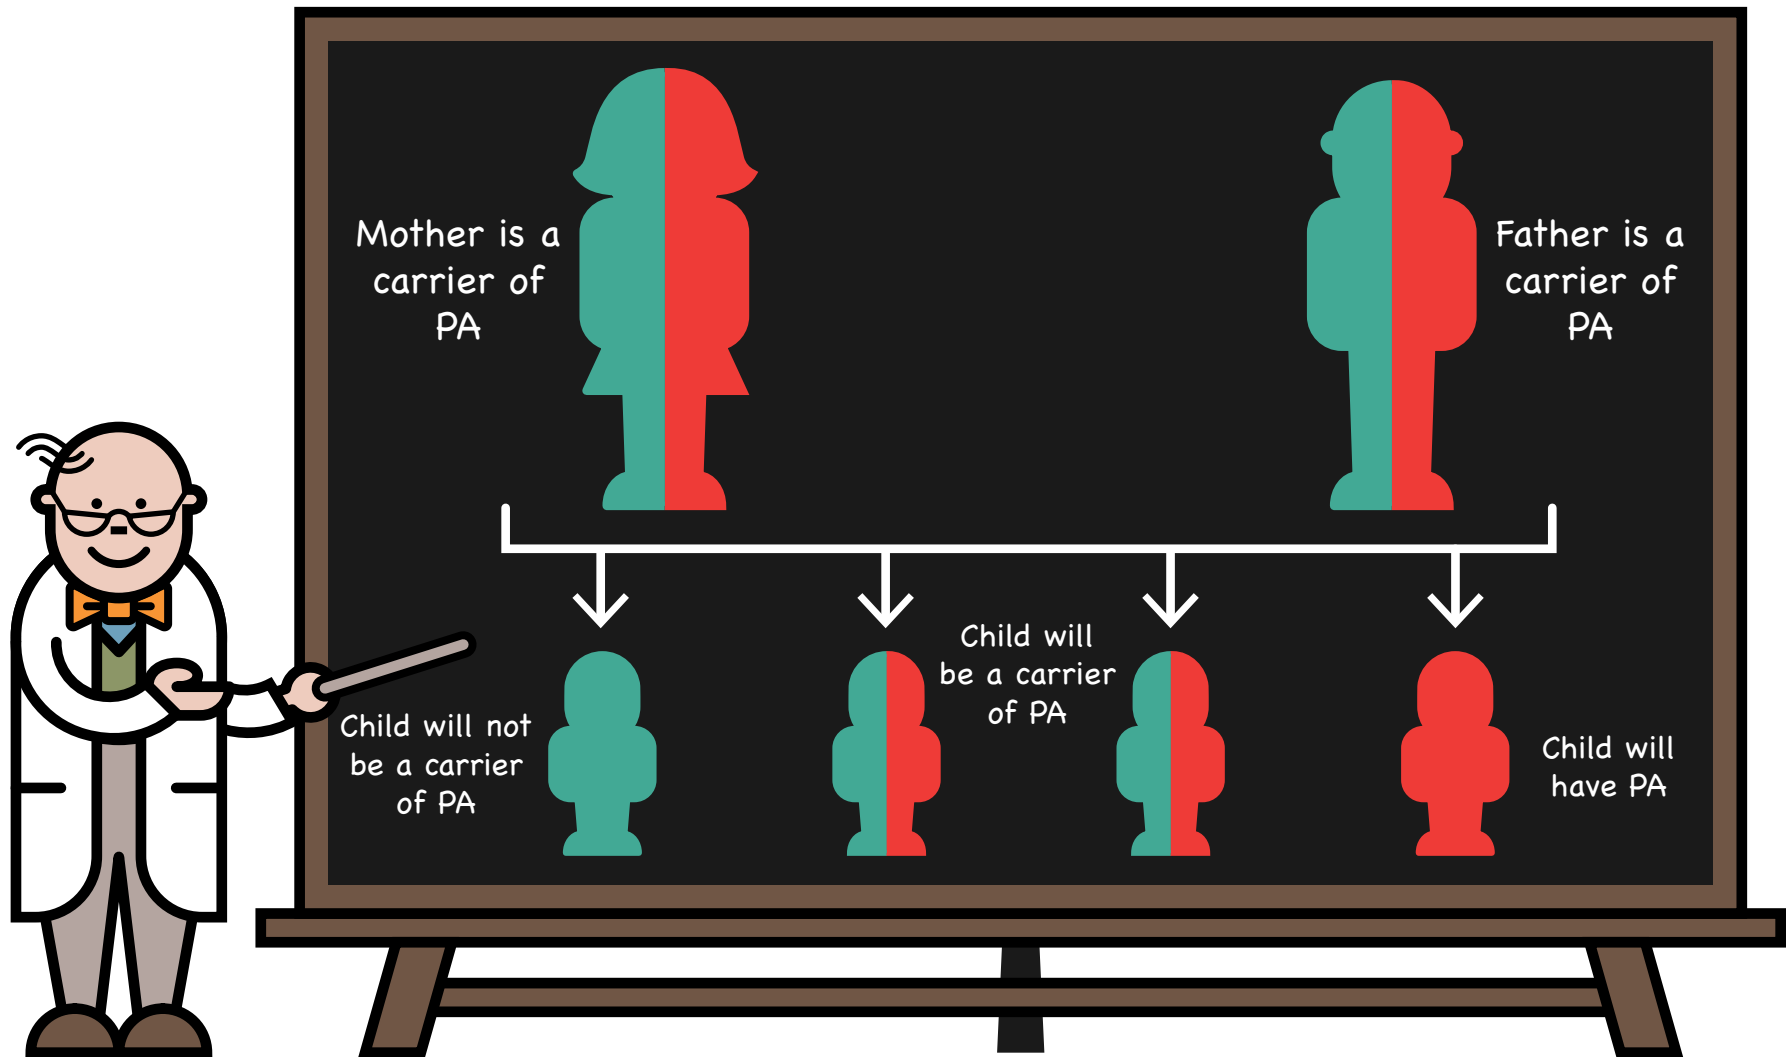 Mother is a
carrier of
PA
Father is a
carrier of
PA
Child will not
be a carrier
of PA
Child will
be a carrier
of PA
Child will
have PA